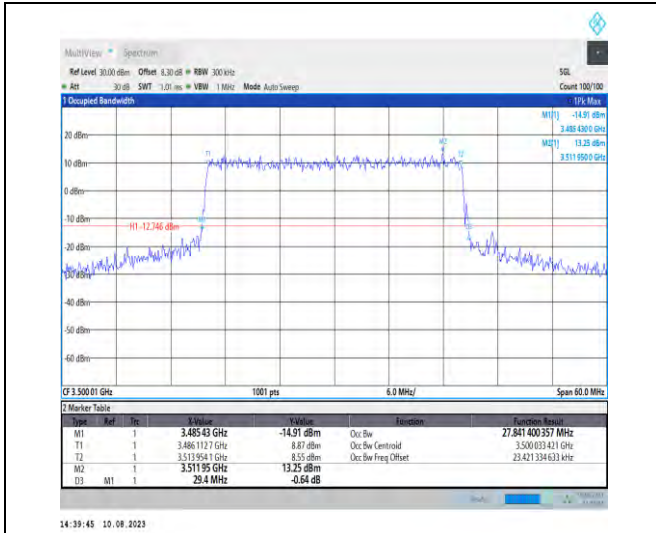 MultiView Spectrum
Ref Level 30.00 dBm Offset 8.30 dB RBW 300 kHz SGL
Att 30 dB SWT 1.01 ms VBW 1 MHz Mode Auto Sweep Count 100/100
1 Occupied Bandwidth 1Pk Max
M1[1] -14.91 dBm
3.485 430 0 GHz
M2[1] 13.25 dBm
3.511 950 0 GHz
20 dBm
M2
T1 T2
10 dBm
0 dBm
-10 dBm
H1 -12.746 dBm
-20 dBm
-30 dBm
-40 dBm
-50 dBm
-60 dBm
CF 3.500 01 GHz 1001 pts 6.0 MHz/ Span 60.0 MHz
2 Marker Table
Type Ref Trc X-Value Y-Value Function Function Result
M1 1 3.485 43 GHz -14.91 dBm Occ Bw 27.841 400 357 MHz
T1 1 3.486 112 7 GHz 8.87 dBm Occ Bw Centroid 3.500 033 421 GHz
T2 1 3.513 954 1 GHz 8.55 dBm Occ Bw Freq Offset 23.421 334 633 kHz
M2 1 3.511 95 GHz 13.25 dBm
D3 M1 1 29.4 MHz -0.64 dB
14:39:45 10.08.2023